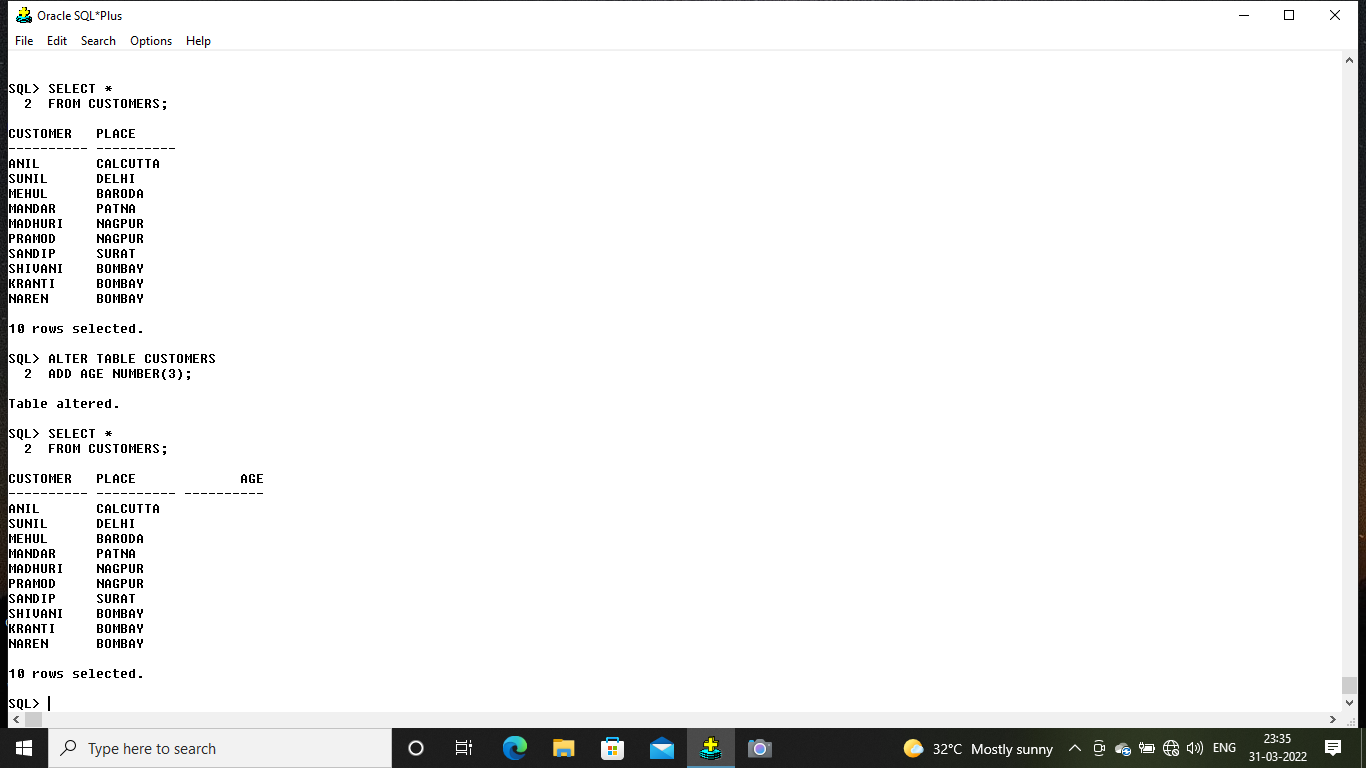 Oracle SQL*Plus
File Edit Search Options Help
SQL> SELECT *
  2  FROM CUSTOMERS;
CUSTOMER   PLACE
---------- ----------
ANIL       CALCUTTA
SUNIL      DELHI
MEHUL      BARODA
MANDAR     PATNA
MADHURI    NAGPUR
PRAMOD     NAGPUR
SANDIP     SURAT
SHIVANI    BOMBAY
KRANTI     BOMBAY
NAREN      BOMBAY
10 rows selected.
SQL> ALTER TABLE CUSTOMERS
  2  ADD AGE NUMBER(3);
Table altered.
SQL> SELECT *
  2  FROM CUSTOMERS;
CUSTOMER   PLACE             AGE
---------- ---------- ----------
ANIL       CALCUTTA
SUNIL      DELHI
MEHUL      BARODA
MANDAR     PATNA
MADHURI    NAGPUR
PRAMOD     NAGPUR
SANDIP     SURAT
SHIVANI    BOMBAY
KRANTI     BOMBAY
NAREN      BOMBAY
10 rows selected.
SQL>
Type here to search
32°C Mostly sunny
ENG
23:35
31-03-2022